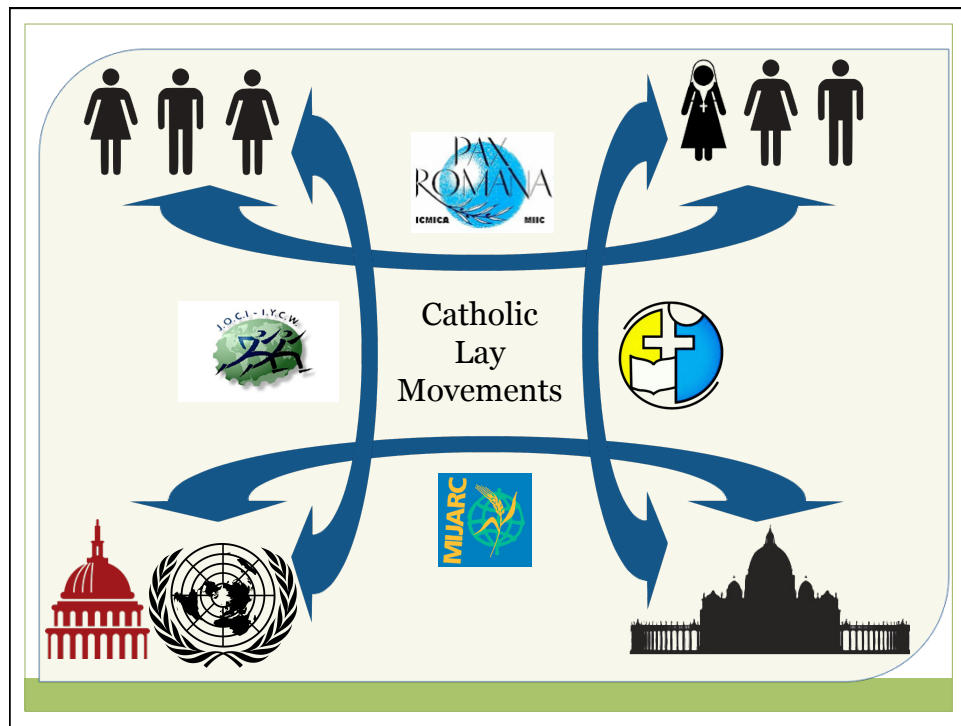 PAX
ROMANA
ICMICA MIIC
J.O.C.I - I.Y.C.W.
Catholic
Lay
Movements
MIJARC